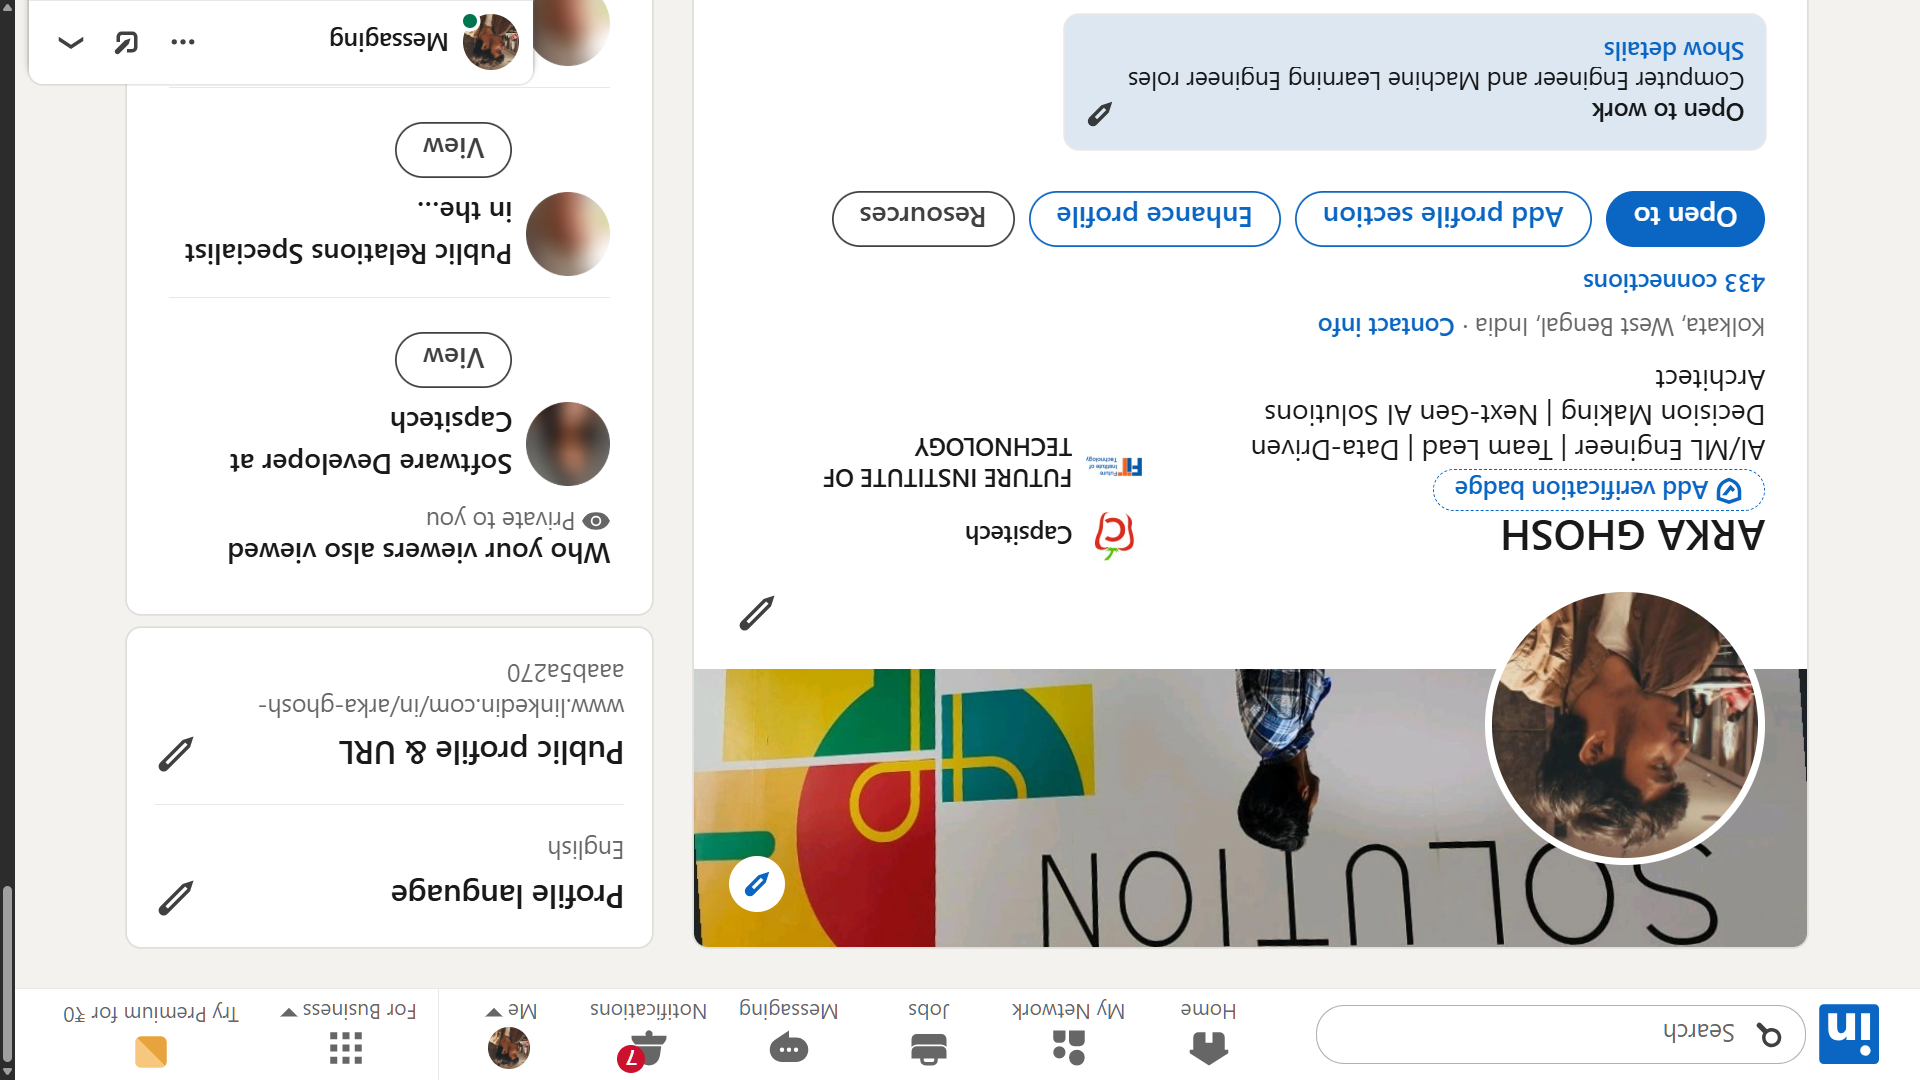 in
Search
Home
My Network
Jobs
Messaging
7
Notifications
Me
For Business
Try Premium for ₹0
SOLUTION
ARKA GHOSH
Add verification badge
AI/ML Engineer | Team Lead | Data-Driven
Decision Making | Next-Gen AI Solutions
Architect
Kolkata, West Bengal, India · Contact info
433 connections
Capsitech
Future
Institute of
Technology
FUTURE INSTITUTE OF
TECHNOLOGY
Open to
Add profile section
Enhance profile
Resources
Open to work
Computer Engineer and Machine Learning Engineer roles
Show details
Profile language
English
Public profile & URL
www.linkedin.com/in/arka-ghosh-
aaab5a270
Who your viewers also viewed
Private to you
Software Developer at
Capsitech
View
Public Relations Specialist
in the...
View
Messaging